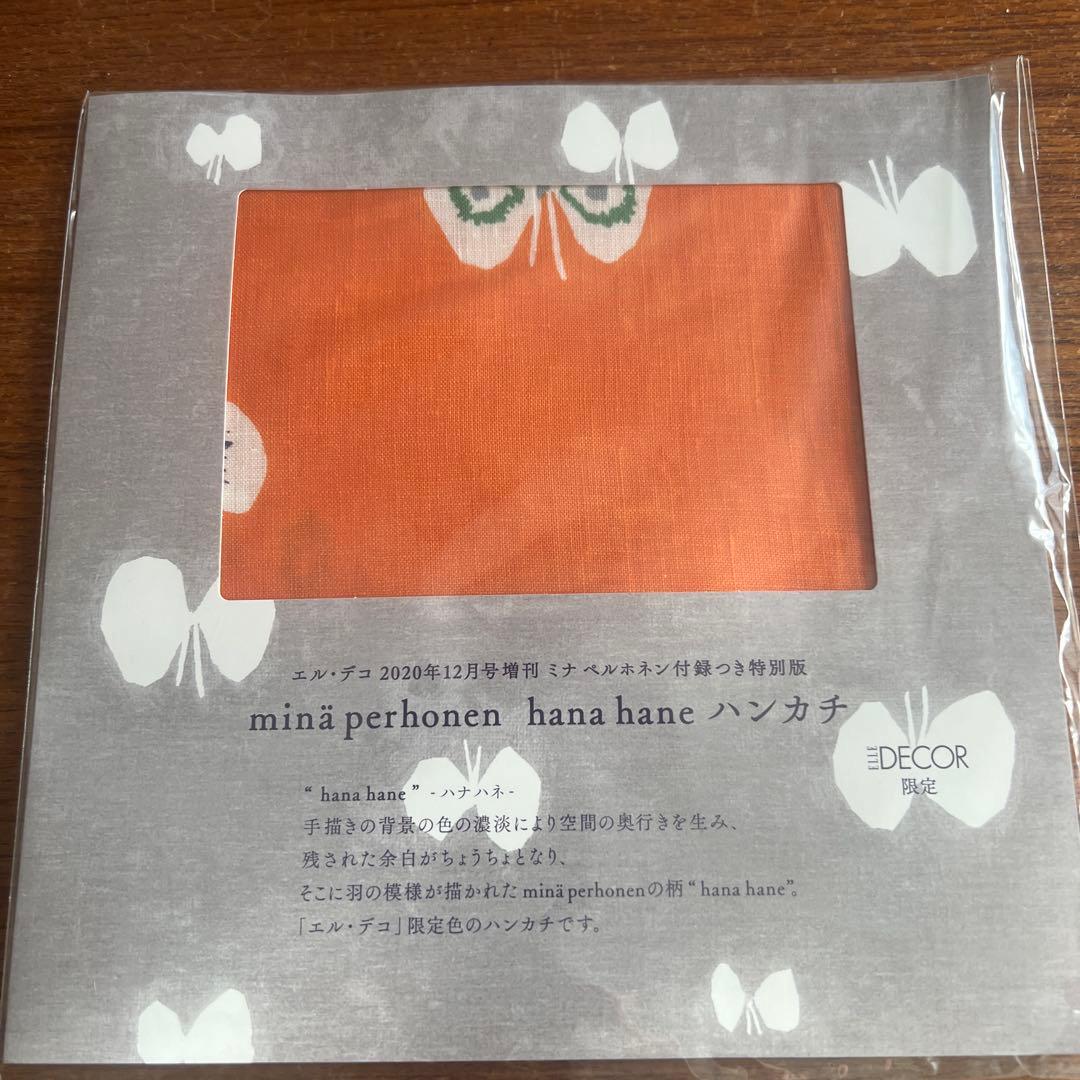 エル・デコ 2020年12月号増刊 ミナ ペルホネン付録つき特別版
minä perhonen hana hane ハンカチ
ELLE DECOR
限定
“ hana hane ” -ハナハネ-
手描きの背景の色の濃淡により空間の奥行きを生み、
残された余白がちょうちょとなり、
そこに羽の模様が描かれた minä perhonenの柄 “ hana hane”。
「エル・デコ」限定色のハンカチです。